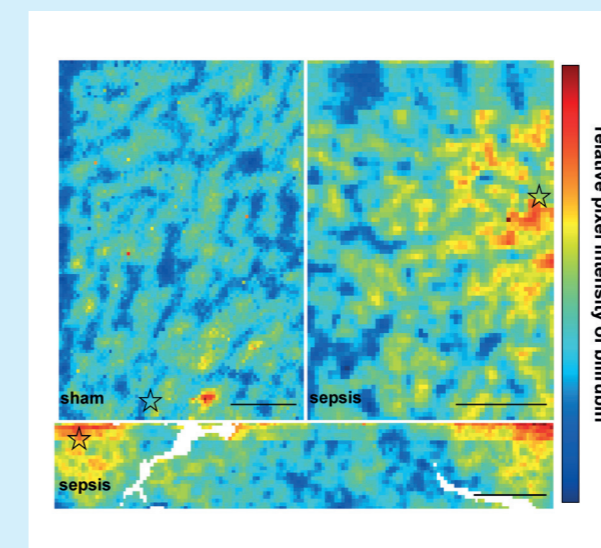 sham
sepsis
sepsis
relative pixel intensity of bilirubin